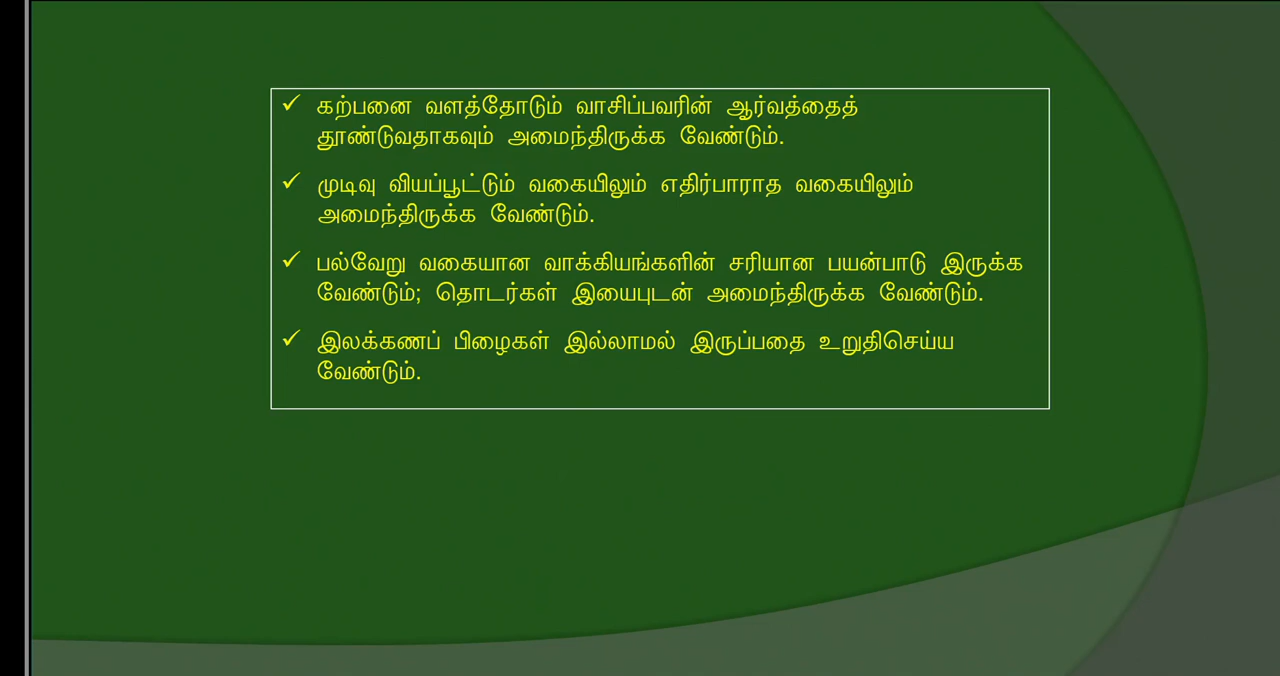 ✓ கற்பனை வளத்தோடும் வாசிப்பவரின் ஆர்வத்தைத்
தூண்டுவதாகவும் அமைந்திருக்க வேண்டும்.
✓ முடிவு வியப்பூட்டும் வகையிலும் எதிர்பாராத வகையிலும்
அமைந்திருக்க வேண்டும்.
✓ பல்வேறு வகையான வாக்கியங்களின் சரியான பயன்பாடு இருக்க
வேண்டும்; தொடர்கள் இயைபுடன் அமைந்திருக்க வேண்டும்.
✓ இலக்கணப் பிழைகள் இல்லாமல் இருப்பதை உறுதிசெய்ய
வேண்டும்.